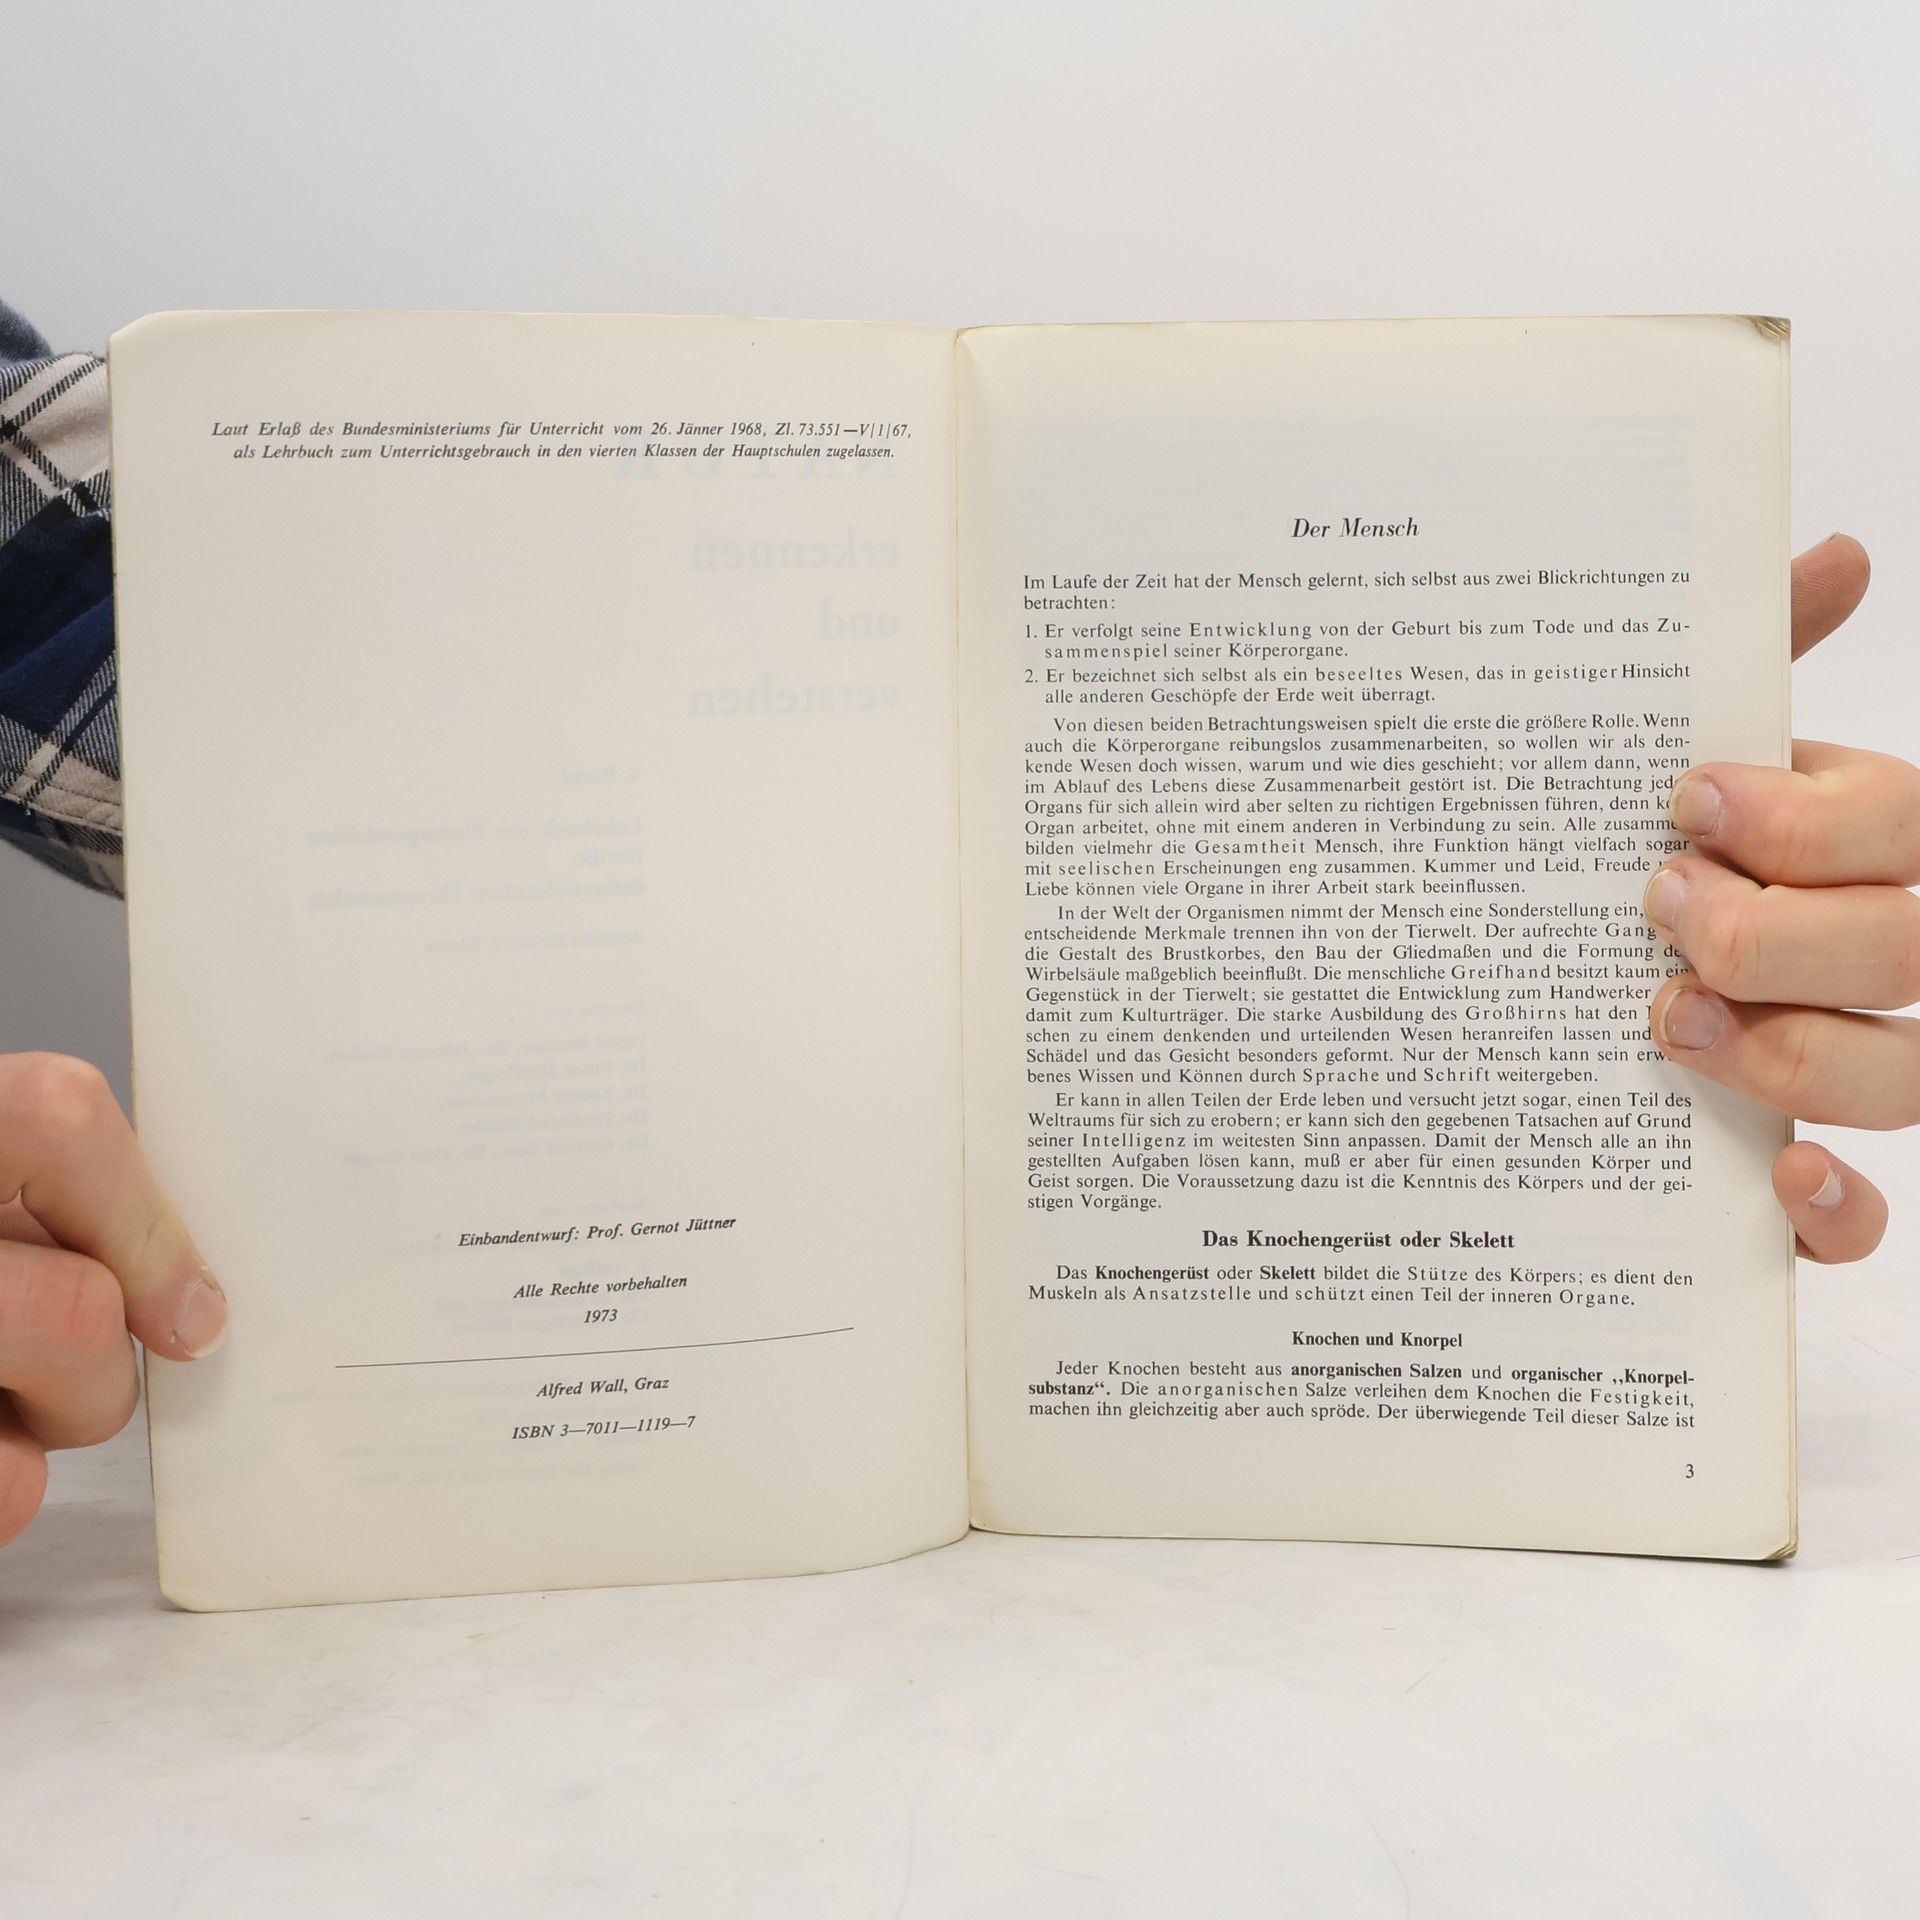 Laut Erlaß des Bundesministeriums für Unterricht vom 26. Jänner 1968, Zl. 73.551—V|1|67,
als Lehrbuch zum Unterrichtsgebrauch in den vierten Klassen der Hauptschulen zugelassen.
NATUR
erkennen
und
verstehen
4. Band
Lehrbuch der Naturgeschichte
für die
österreichischen Hauptschulen
Einbandentwurf: Prof. Gernot Jüttner
Alle Rechte vorbehalten
1973
Alfred Wall, Graz
ISBN 3—7011—1119—7
Der Mensch
Im Laufe der Zeit hat der Mensch gelernt, sich selbst aus zwei Blickrichtungen zu
betrachten:
1. Er verfolgt seine Entwicklung von der Geburt bis zum Tode und das Zu-
sammenspiel seiner Körperorgane.
2. Er bezeichnet sich selbst als ein beseeltes Wesen, das in geistiger Hinsicht
alle anderen Geschöpfe der Erde weit überragt.
Von diesen beiden Betrachtungsweisen spielt die erste die größere Rolle. Wenn
auch die Körperorgane reibungslos zusammenarbeiten, so wollen wir als den-
kende Wesen doch wissen, warum und wie dies geschieht; vor allem dann, wenn
im Ablauf des Lebens diese Zusammenarbeit gestört ist. Die Betrachtung
Organs für sich allein wird aber selten zu richtigen Ergebnissen führen, denn
Organ arbeitet, ohne mit einem anderen in Verbindung zu sein. Alle
bilden vielmehr die Gesamtheit Mensch, ihre Funktion hängt vielfach sogar
mit seelischen Erscheinungen eng zusammen. Kummer und Leid, Freude
Liebe können viele Organe in ihrer Arbeit stark beeinflussen.
In der Welt der Organismen nimmt der Mensch eine Sonderstellung ein,
entscheidende Merkmale trennen ihn von der Tierwelt. Der aufrechte Gang
die Gestalt des Brustkorbes, den Bau der Gliedmaßen und die Formung
Wirbelsäule maßgeblich beeinflußt. Die menschliche Greifhand besitzt kaum ein
Gegenstück in der Tierwelt; sie gestattet die Entwicklung zum Handwerker
damit zum Kulturträger. Die starke Ausbildung des Großhirns hat den
schen zu einem denkenden und urteilenden Wesen heranreifen lassen und
Schädel und das Gesicht besonders geformt. Nur der Mensch kann sein
benes Wissen und Können durch Sprache und Schrift weitergeben.
Er kann in allen Teilen der Erde leben und versucht jetzt sogar, einen Teil des
Weltraums für sich zu erobern; er kann sich den gegebenen Tatsachen auf Grund
seiner Intelligenz im weitesten Sinn anpassen. Damit der Mensch alle an ihn
gestellten Aufgaben lösen kann, muß er aber für einen gesunden Körper und
Geist sorgen. Die Voraussetzung dazu ist die Kenntnis des Körpers und der gei-
stigen Vorgänge.
Das Knochengerüst oder Skelett
Das Knochengerüst oder Skelett bildet die Stütze des Körpers; es dient den
Muskeln als Ansatzstelle und schützt einen Teil der inneren Organe.
Knochen und Knorpel
Jeder Knochen besteht aus anorganischen Salzen und organischer „Knorpel-
substanz“. Die anorganischen Salze verleihen dem Knochen die Festigkeit,
machen ihn gleichzeitig aber auch spröde. Der überwiegende Teil dieser Salze ist
3